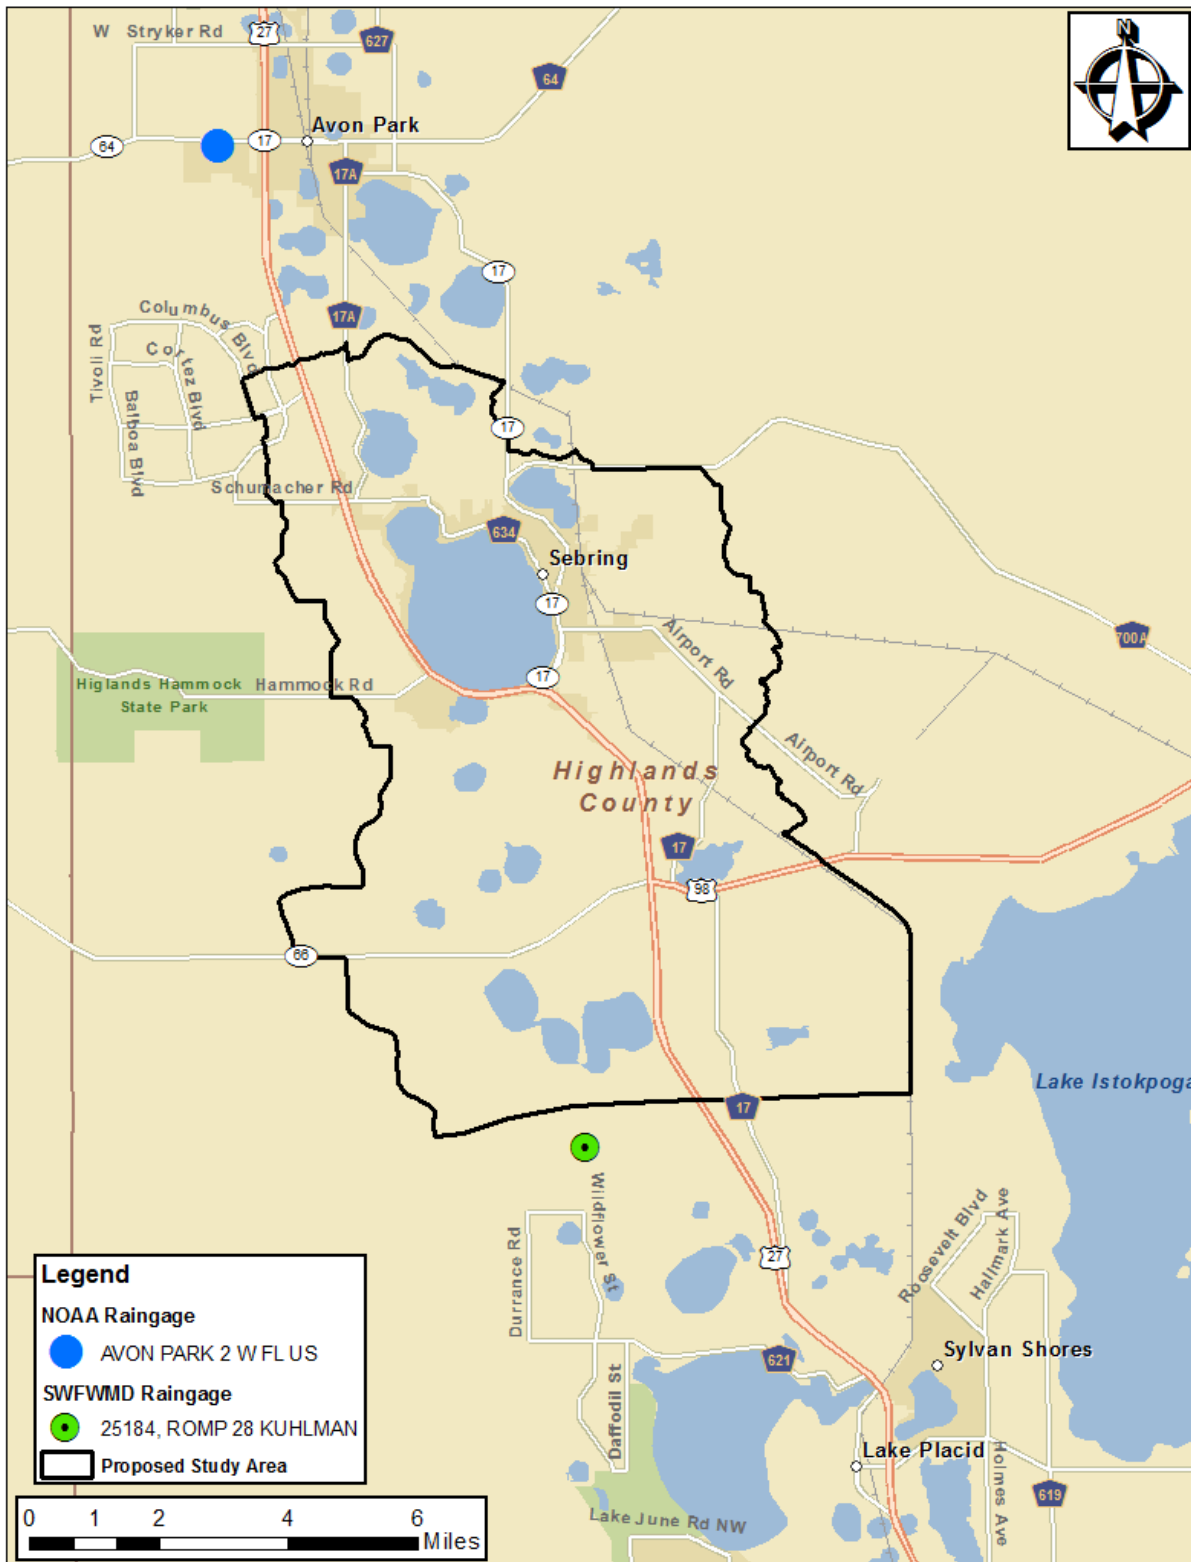 W Stryker Rd
27
627
64
N
Avon Park
64
17
17A
17
17A
Columbus Blvd
Tivoli Rd
Cortez Blvd
Balboa Blvd
17
Schumacher Rd
634
Sebring
17
Airport Rd
700A
17
Higlands Hammock
State Park
Hammock Rd
Airport Rd
Highlands
County
17
98
66
Lake Istokpoga
17
Wildflower St
Durrance Rd
27
Roosevelt Blvd
Hallmark Ave
621
Sylvan Shores
Daffodil St
Lake Placid
Holmes Ave
619
Lake June Rd NW
Legend
NOAA Raingage
AVON PARK 2 W FL US
SWFWMD Raingage
25184, ROMP 28 KUHLMAN
Proposed Study Area
0 1 2 4 6
Miles